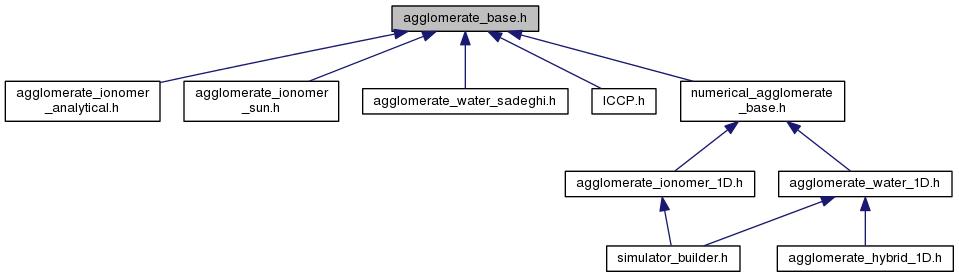 agglomerate_base.h
agglomerate_ionomer
_analytical.h
agglomerate_ionomer
_sun.h
agglomerate_water_sadeghi.h
ICCP.h
numerical_agglomerate
_base.h
agglomerate_ionomer_1D.h
agglomerate_water_1D.h
simulator_builder.h
agglomerate_hybrid_1D.h